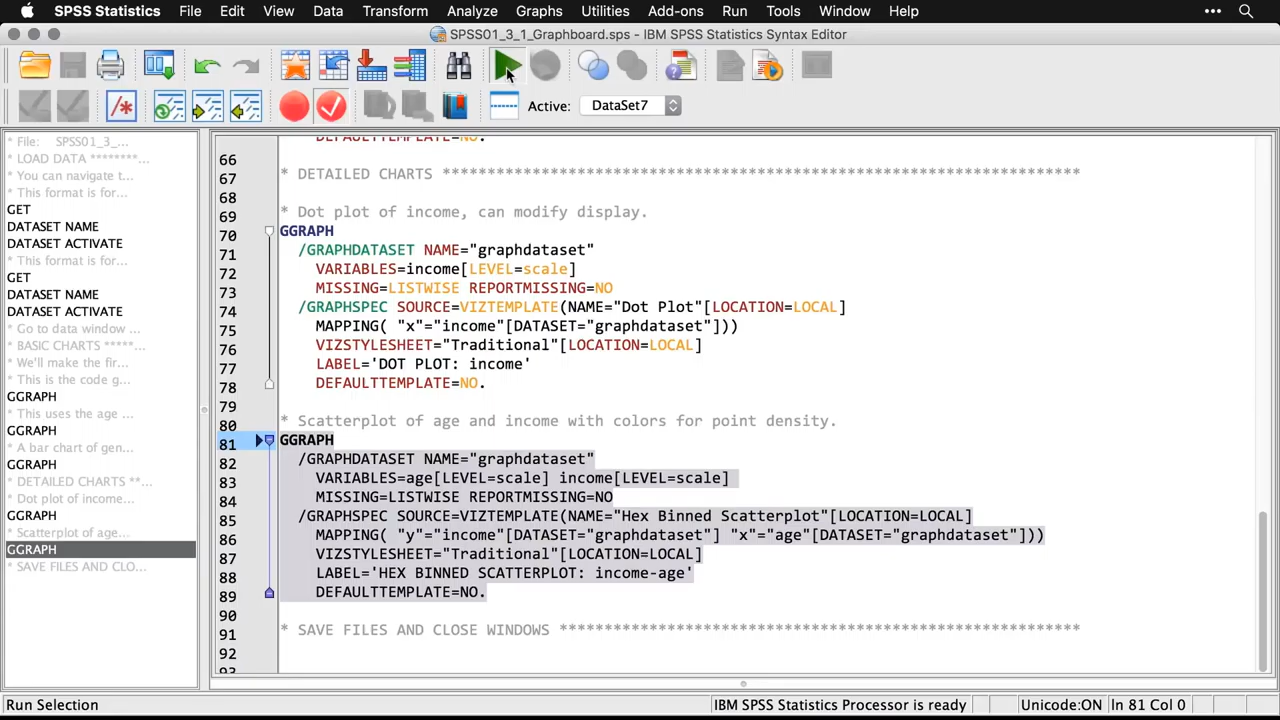 SPSS Statistics File Edit View Data Transform Analyze Graphs Utilities Add-ons Run Tools Window Help
SPSS01_3_1_Graphboard.sps - IBM SPSS Statistics Syntax Editor
Active: DataSet7
* File: SPSS01_3_...
* LOAD DATA ********...
* You can navigate t...
* This format is for...
GET
DATASET NAME
DATASET ACTIVATE
* This format is for...
GET
DATASET NAME
DATASET ACTIVATE
* Go to data window ...
* BASIC CHARTS *****...
* We'll make the fir...
* This is the code g...
GGRAPH
* This uses the age ...
GGRAPH
* A bar chart of gen...
GGRAPH
* DETAILED CHARTS **...
* Dot plot of income...
GGRAPH
* Scatterplot of age...
GGRAPH
* SAVE FILES AND CLO...
DEFAULTTEMPLATE=NO.
66
67 * DETAILED CHARTS ***********************************************************************
68
69 * Dot plot of income, can modify display.
70 GGRAPH
71 /GRAPHDATASET NAME="graphdataset"
72 VARIABLES=income[LEVEL=scale]
73 MISSING=LISTWISE REPORTMISSING=NO
74 /GRAPHSPEC SOURCE=VIZTEMPLATE(NAME="Dot Plot"[LOCATION=LOCAL]
75 MAPPING( "x"="income"[DATASET="graphdataset"]))
76 VIZSTYLESHEET="Traditional"[LOCATION=LOCAL]
77 LABEL='DOT PLOT: income'
78 DEFAULTTEMPLATE=NO.
79
80 * Scatterplot of age and income with colors for point density.
81 GGRAPH
82 /GRAPHDATASET NAME="graphdataset"
83 VARIABLES=age[LEVEL=scale] income[LEVEL=scale]
84 MISSING=LISTWISE REPORTMISSING=NO
85 /GRAPHSPEC SOURCE=VIZTEMPLATE(NAME="Hex Binned Scatterplot"[LOCATION=LOCAL]
86 MAPPING( "y"="income"[DATASET="graphdataset"] "x"="age"[DATASET="graphdataset"]))
87 VIZSTYLESHEET="Traditional"[LOCATION=LOCAL]
88 LABEL='HEX BINNED SCATTERPLOT: income-age'
89 DEFAULTTEMPLATE=NO.
90
91 * SAVE FILES AND CLOSE WINDOWS **********************************************************
92
93
Run Selection IBM SPSS Statistics Processor is ready Unicode:ON In 81 Col 0